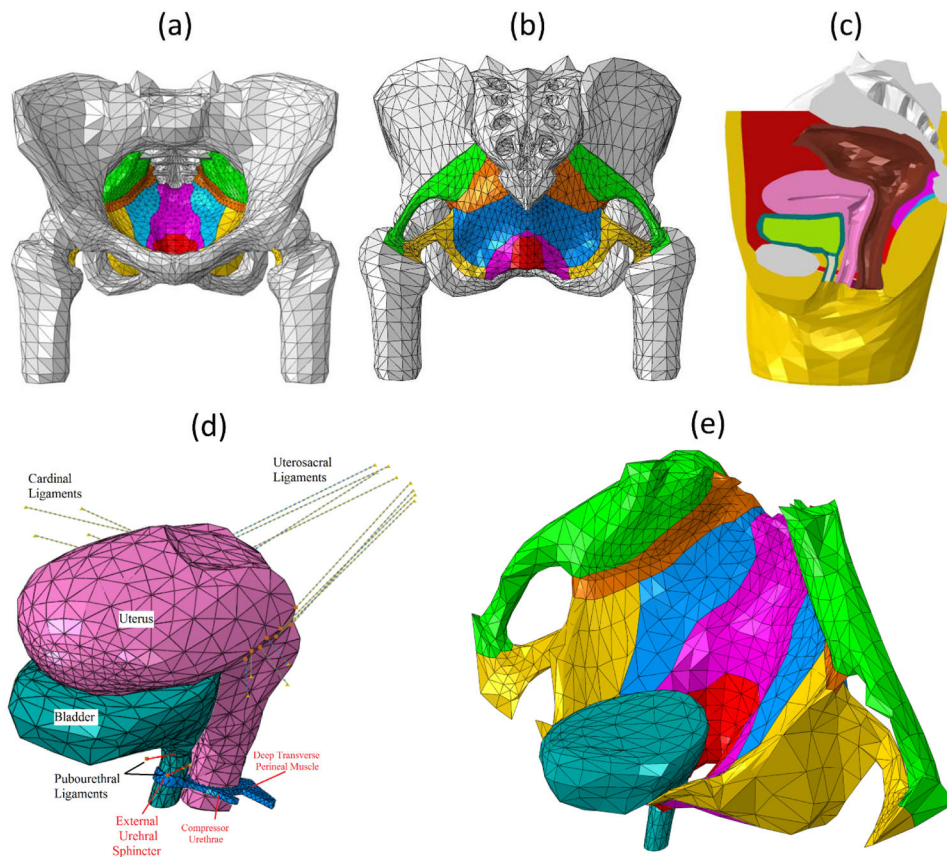 (a)
(b)
(c)
(d)
(e)
Cardinal
Ligaments
Uterosacral
Ligaments
Uterus
Bladder
Pubourethral
Ligaments
Deep Transverse
Perineal Muscle
External
Urehral
Sphincter
Compressor
Urethrae